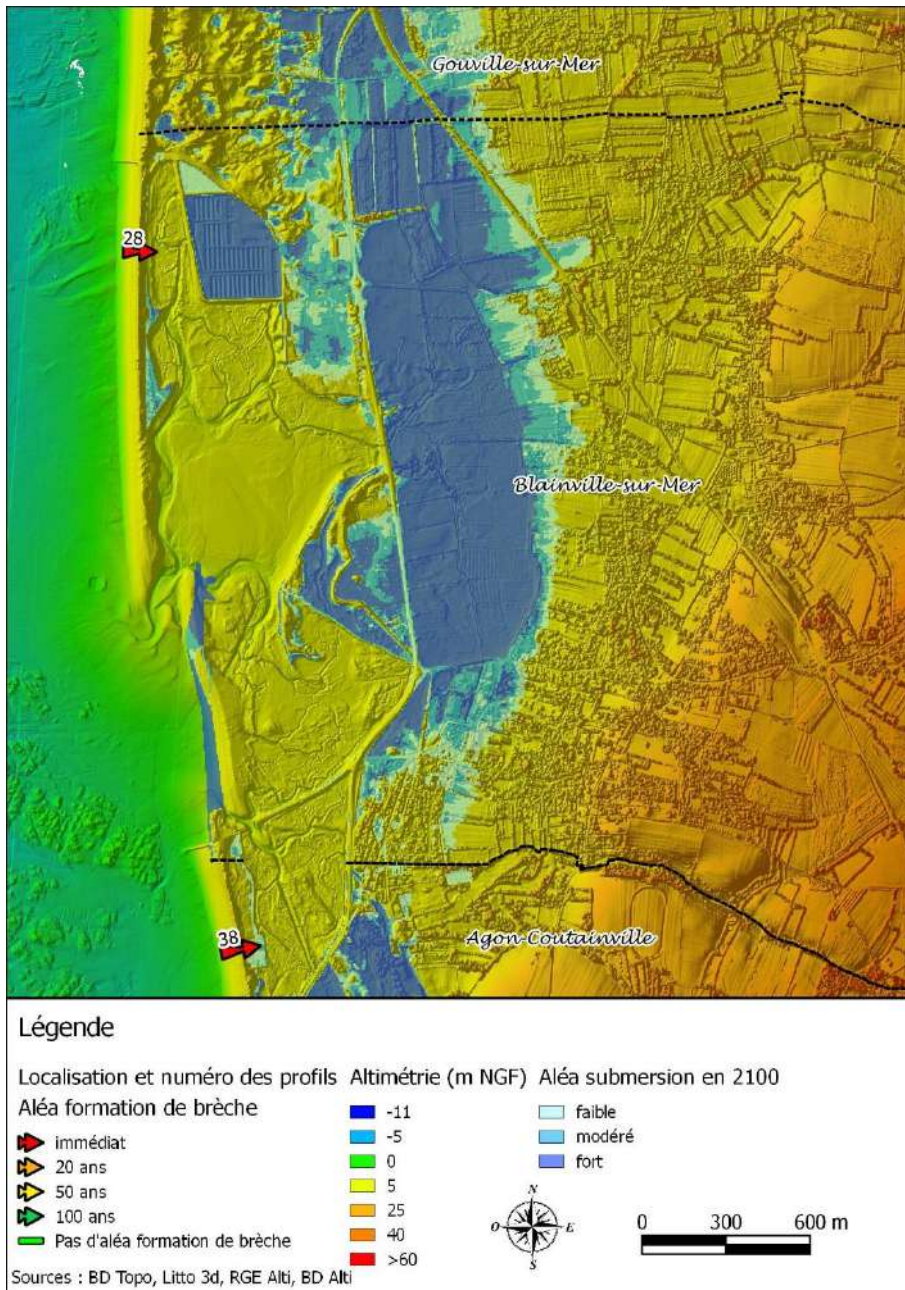 Gouville-sur-Mer
28
Blainville-sur-Mer
38
Agon-Coutainville
Légende
Localisation et numéro des profils
Aléa formation de brèche
immédiat
20 ans
50 ans
100 ans
Pas d'aléa formation de brèche
Altimétrie (m NGF)
-11
-5
0
5
25
40
>60
Aléa submersion en 2100
faible
modéré
fort
N
O
E
S
0 300 600 m
Sources : BD Topo, Litto 3d, RGE Alti, BD Alti